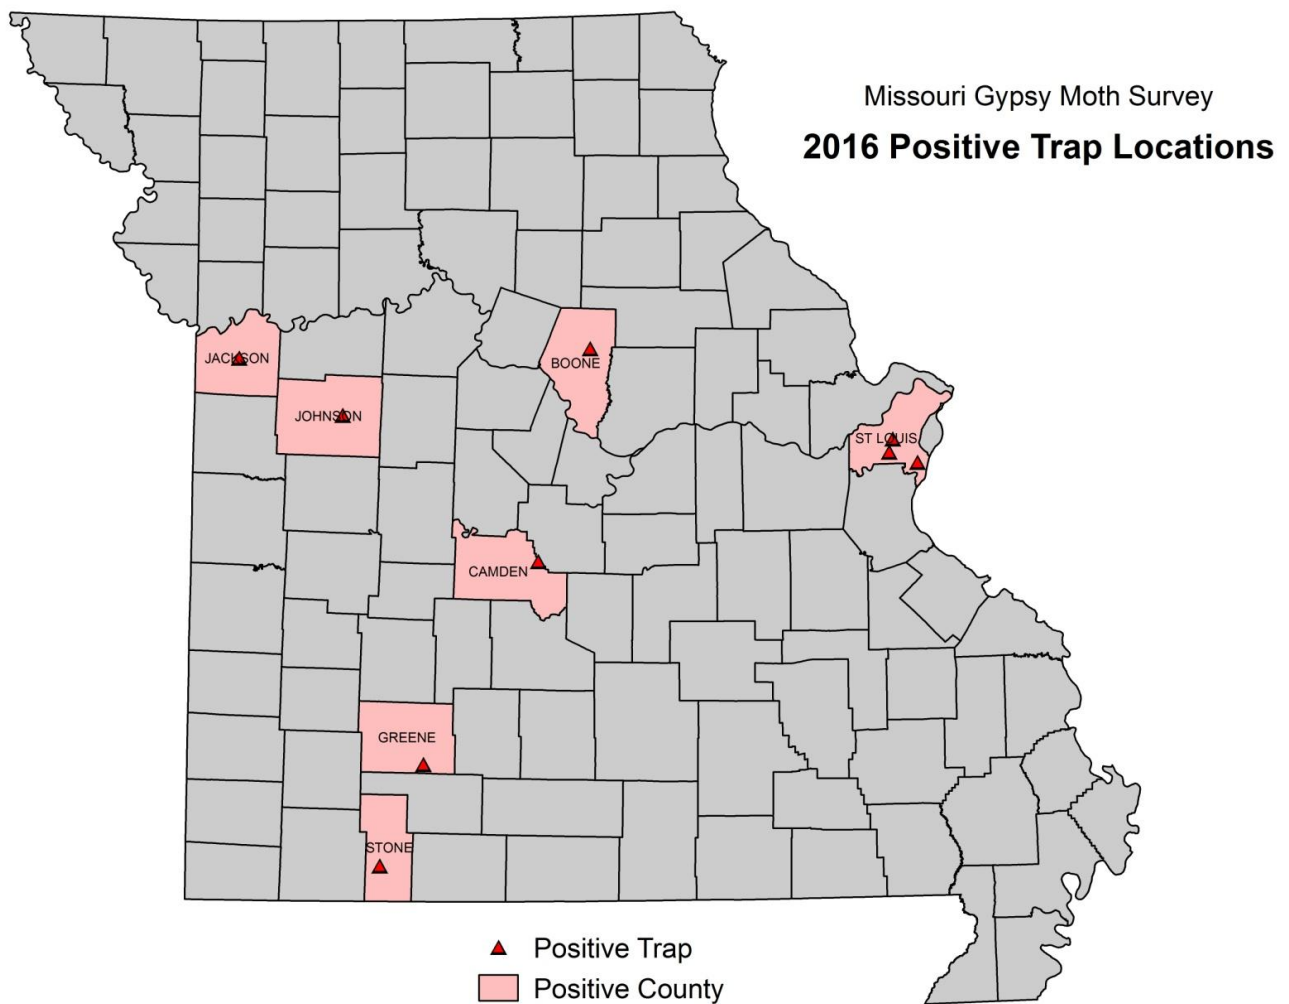 Missouri Gypsy Moth Survey
2016 Positive Trap Locations
JACKSON
BOONE
JOHNSON
ST LOUIS
CAMDEN
GREENE
STONE
Positive Trap
Positive County